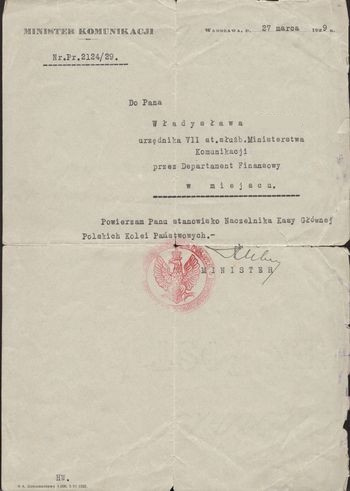 MINISTER KOMUNIKACJI
WARSZAWA, D. 27 marca 1929 R.
Nr.Pr.2124/29.
Do Pana
Władysława
urzędnika VII st.służb.Ministerstwa
Komunikacji
przez Departament Finansowy
w miejscu.
Powierzam Panu stanowisko Naczelnika Kasy Głównej
Polskich Kolei Państwowych.-
MINISTER
HW.